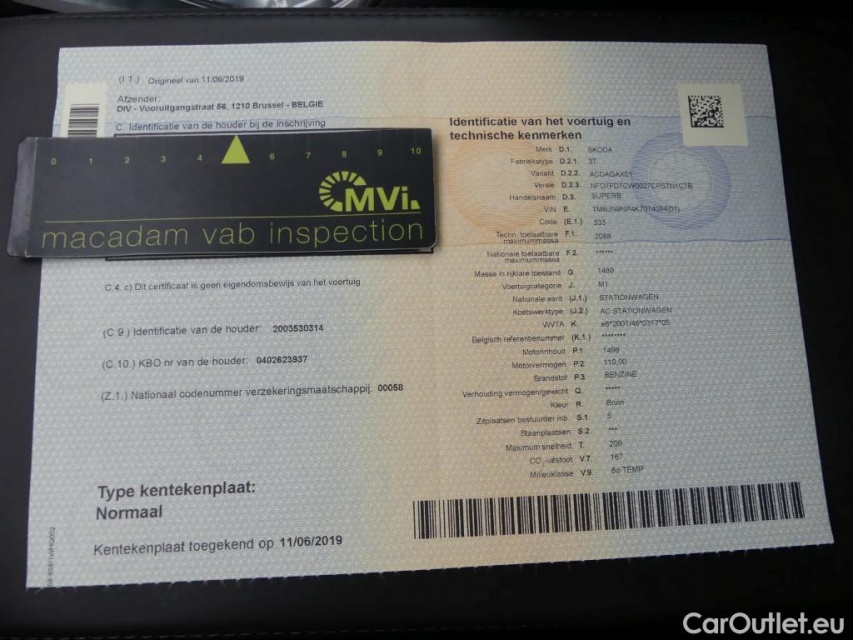 (I 1.) Origineel van 11/06/2019
Afzender:
DIV - Vooruitgangstraat 56, 1210 Brussel - BELGIE
C. Identificatie van de houder bij de inschrijving
0 1 2 3 4 6 7 8 9 10
MVi.
macadam vab inspection
C.4. c) Dit certificaat is geen eigendomsbewijs van het voertuig
(C 9.) Identificatie van de houder: 2003530314
(C.10.) KBO nr van de houder: 0402623937
(Z.1.) Nationaal codenummer verzekeringsmaatschappij: 00058
Type kentekenplaat:
Normaal
Kentekenplaat toegekend op 11/06/2019
Identificatie van het voertuig en
technische kenmerken
Merk D.1. SKODA
Fabriekstype D.2.1. 3T
Variant D.2.2. ACDADAX01
Versie D.2.3.
Handelsnaam D.3. SUPERB
VIN E.
Code (E.1.) 333
Techn. toelaatbare F.1.
maximummassa
Nationale toelaatbare F.2. ******
maximummassa
Massa in rijklare toestand G. 1489
Voertuigcategorie J. M1
Nationale aard (J.1.) STATIONWAGEN
Koetswerktype (J.2.) AC STATIONWAGEN
WVTA K. e8*2007/46*0317*05
Belgisch referentienummer (K.1.) ********
Motorinhoud P.1. 1498
Motorvermogen P.2. 110,00
Brandstof P.3. BENZINE
Verhouding vermogen/gewicht Q. *****
Kleur R. Bruin
Zitplaatsen bestuurder inb. S.1. 5
Staanplaatsen S.2. ***
Maximum snelheid T. 209
CO₂-uitstoot V.7. 167
Milieuklasse V.9. 6d-TEMP
CarOutlet.eu